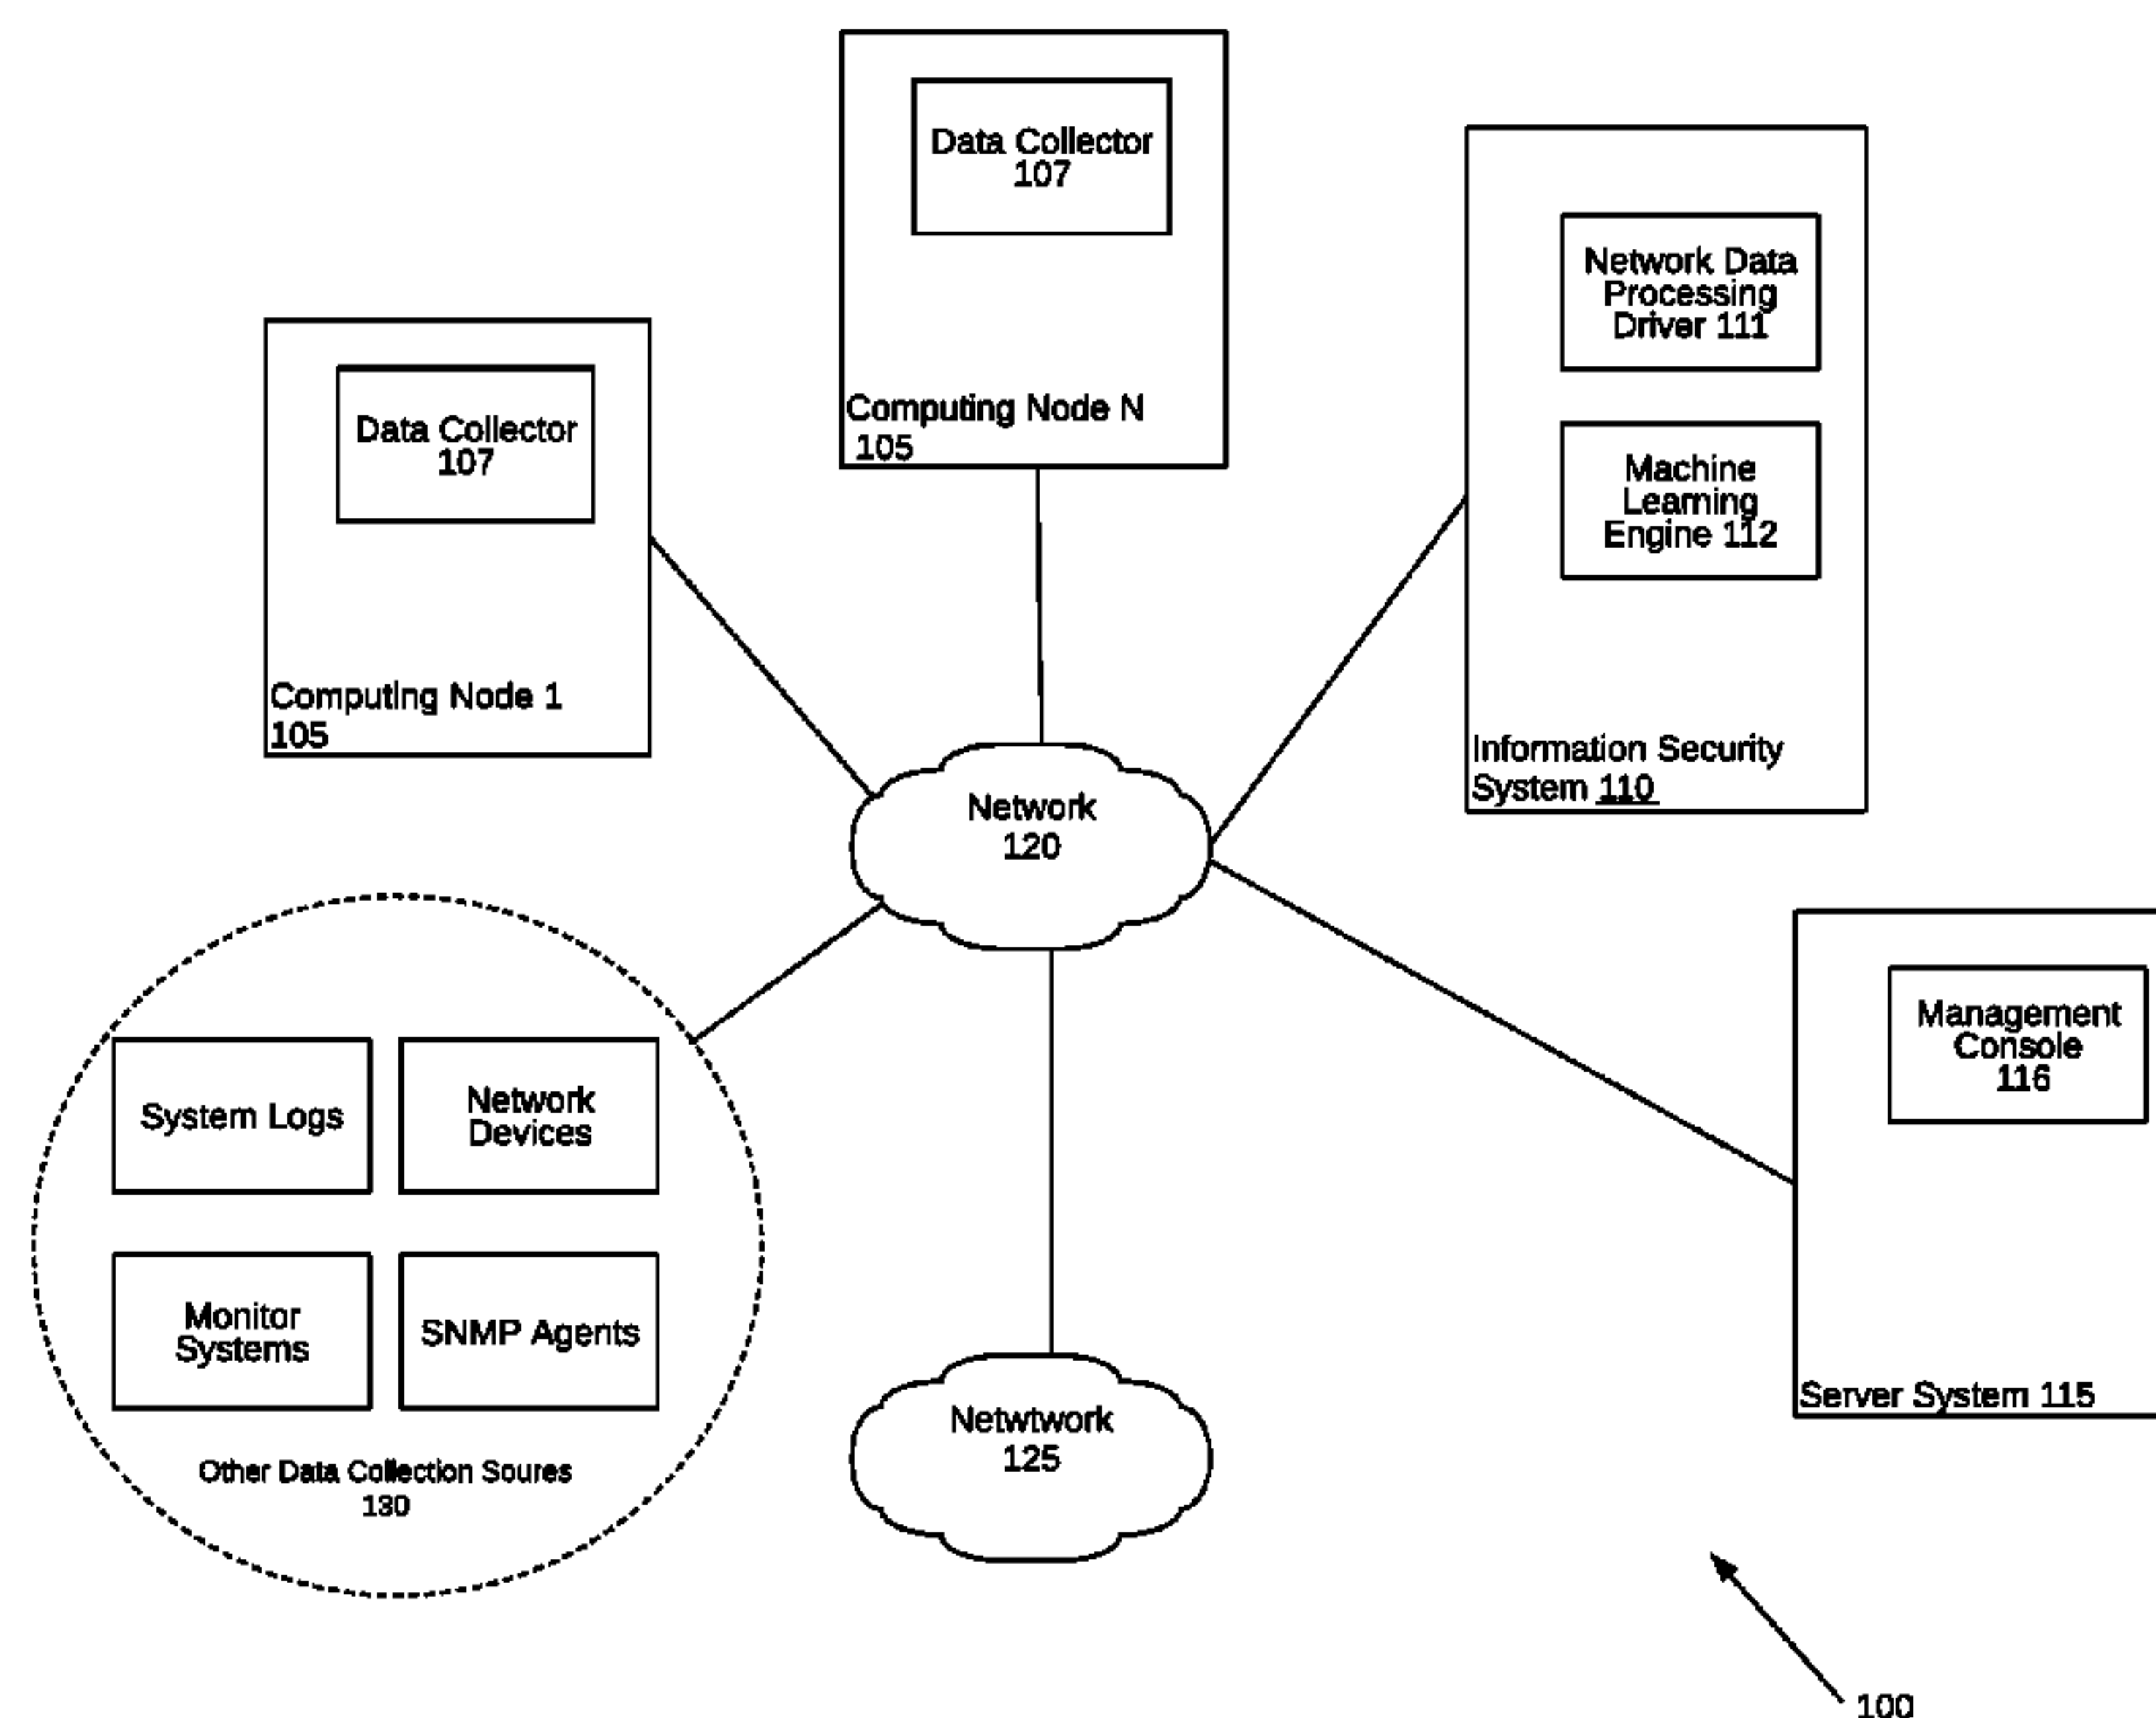 Data Collector
107
Computing Node N
105
Network Data
Processing
Driver 111
Machine
Learning
Engine 112
Information Security
System 110
Data Collector
107
Computing Node 1
105
Network
120
System Logs
Network
Devices
Monitor
Systems
SNMP Agents
Other Data Collection Soures
130
Netwtwork
125
Management
Console
116
Server System 115
100